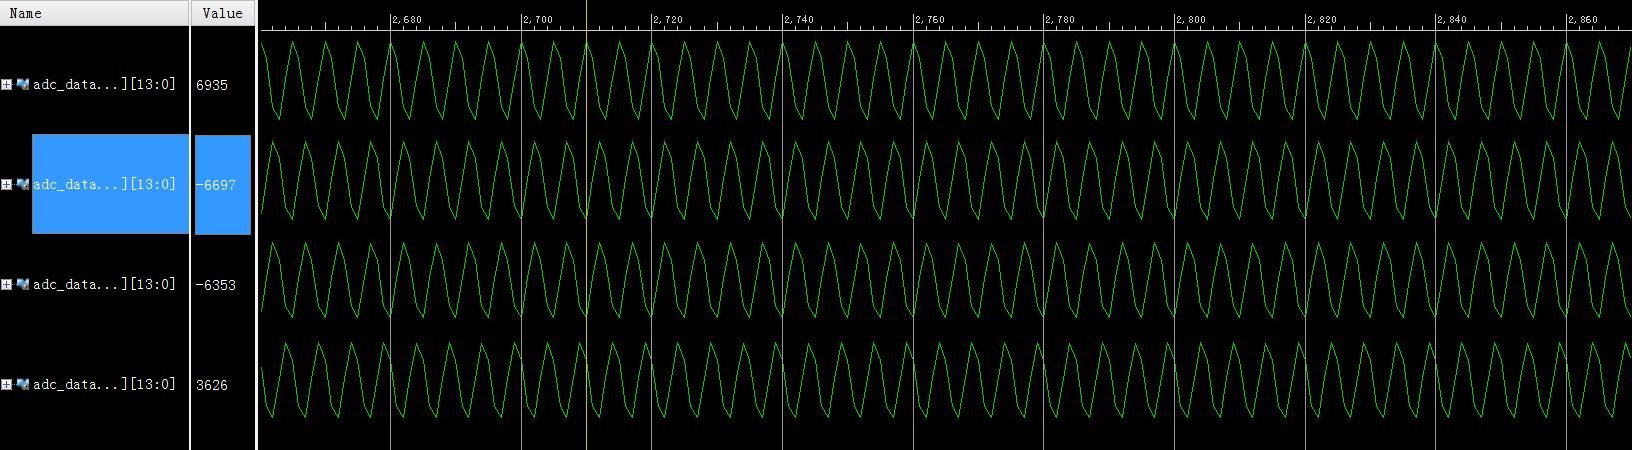 Name Value
2,680 2,700 2,720 2,740 2,760 2,780 2,800 2,820 2,840 2,860
adc_data...][13:0] 6935
adc_data...][13:0] -6697
adc_data...][13:0] -6353
adc_data...][13:0] 3626